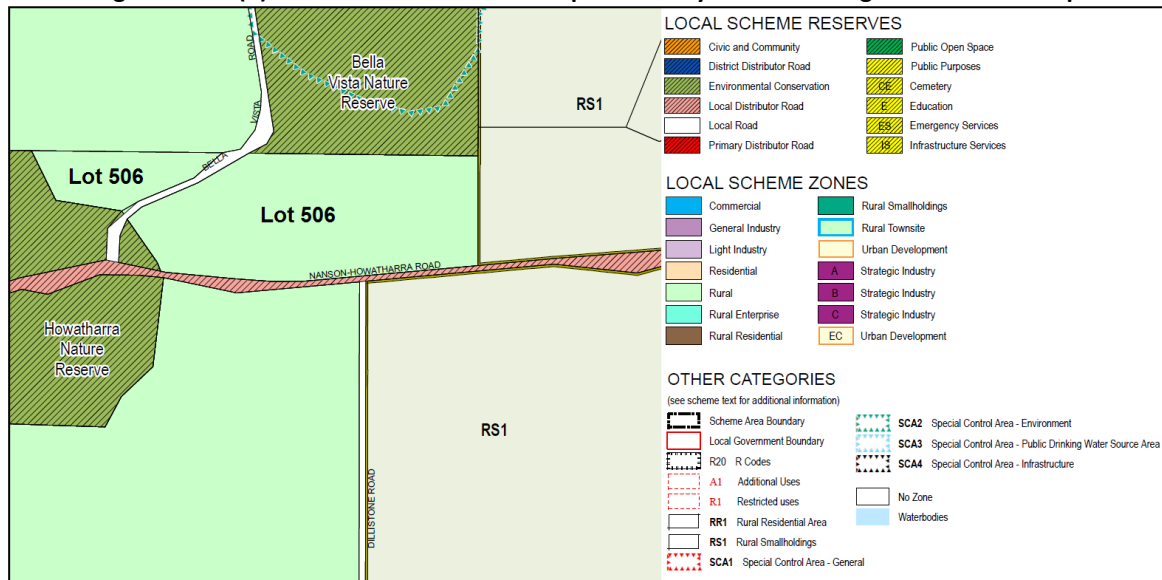 Bella
Vista Nature
Reserve
ROAD
VISTA
BELLA
RS1
Lot 506
Lot 506
NANSON-HOWATHARRA ROAD
Howatharra
Nature
Reserve
RS1
DILLISTONE ROAD
LOCAL SCHEME RESERVES
Civic and Community
District Distributor Road
Environmental Conservation
Local Distributor Road
Local Road
Primary Distributor Road
Public Open Space
Public Purposes
CE Cemetery
E Education
ES Emergency Services
IS Infrastructure Services
LOCAL SCHEME ZONES
Commercial
General Industry
Light Industry
Residential
Rural
Rural Enterprise
Rural Residential
Rural Smallholdings
Rural Townsite
Urban Development
A Strategic Industry
B Strategic Industry
C Strategic Industry
EC Urban Development
OTHER CATEGORIES
(see scheme text for additional information)
Scheme Area Boundary
Local Government Boundary
R20 R Codes
A1 Additional Uses
R1 Restricted uses
RR1 Rural Residential Area
RS1 Rural Smallholdings
SCA1 Special Control Area - General
SCA2 Special Control Area - Environment
SCA3 Special Control Area - Public Drinking Water Source Area
SCA4 Special Control Area - Infrastructure
No Zone
Waterbodies